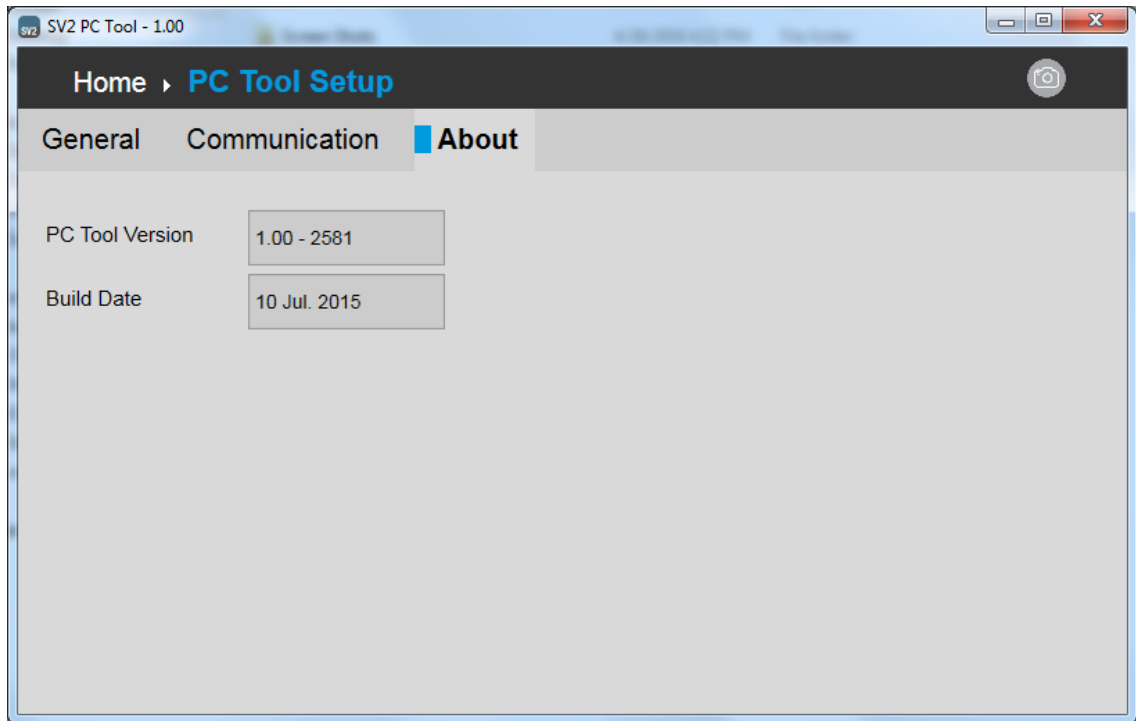 SV2 PC Tool - 1.00
Home PC Tool Setup
General Communication About
PC Tool Version 1.00 - 2581
Build Date 10 Jul. 2015